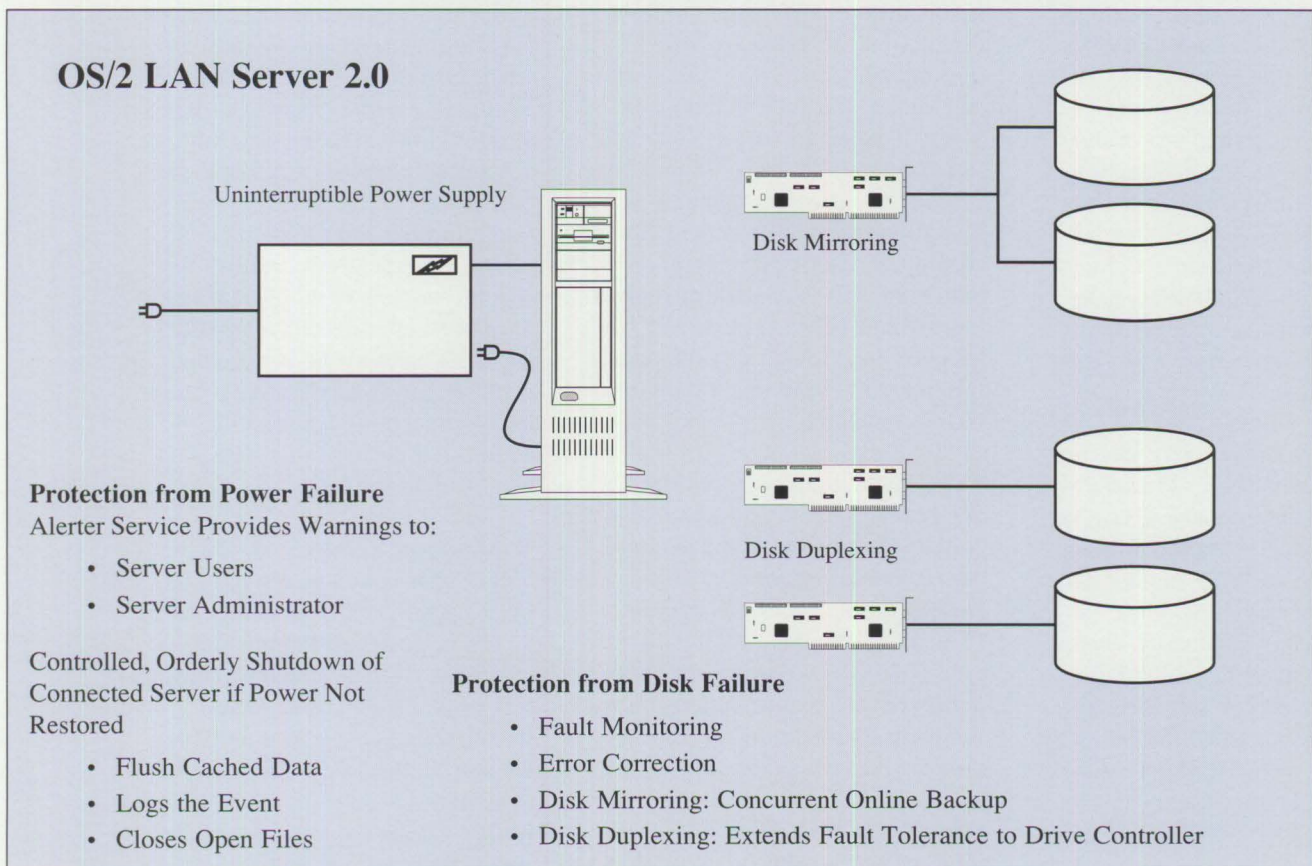 OS/2 LAN Server 2.0
Uninterruptible Power Supply
Disk Mirroring
Disk Duplexing
Protection from Power Failure
Alerter Service Provides Warnings to:
• Server Users
• Server Administrator
Controlled, Orderly Shutdown of
Connected Server if Power Not
Restored
• Flush Cached Data
• Logs the Event
• Closes Open Files
Protection from Disk Failure
• Fault Monitoring
• Error Correction
• Disk Mirroring: Concurrent Online Backup
• Disk Duplexing: Extends Fault Tolerance to Drive Controller